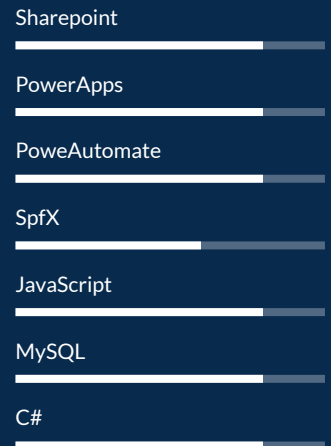 Sharepoint
PowerApps
PoweAutomate
SpfX
JavaScript
MySQL
C#